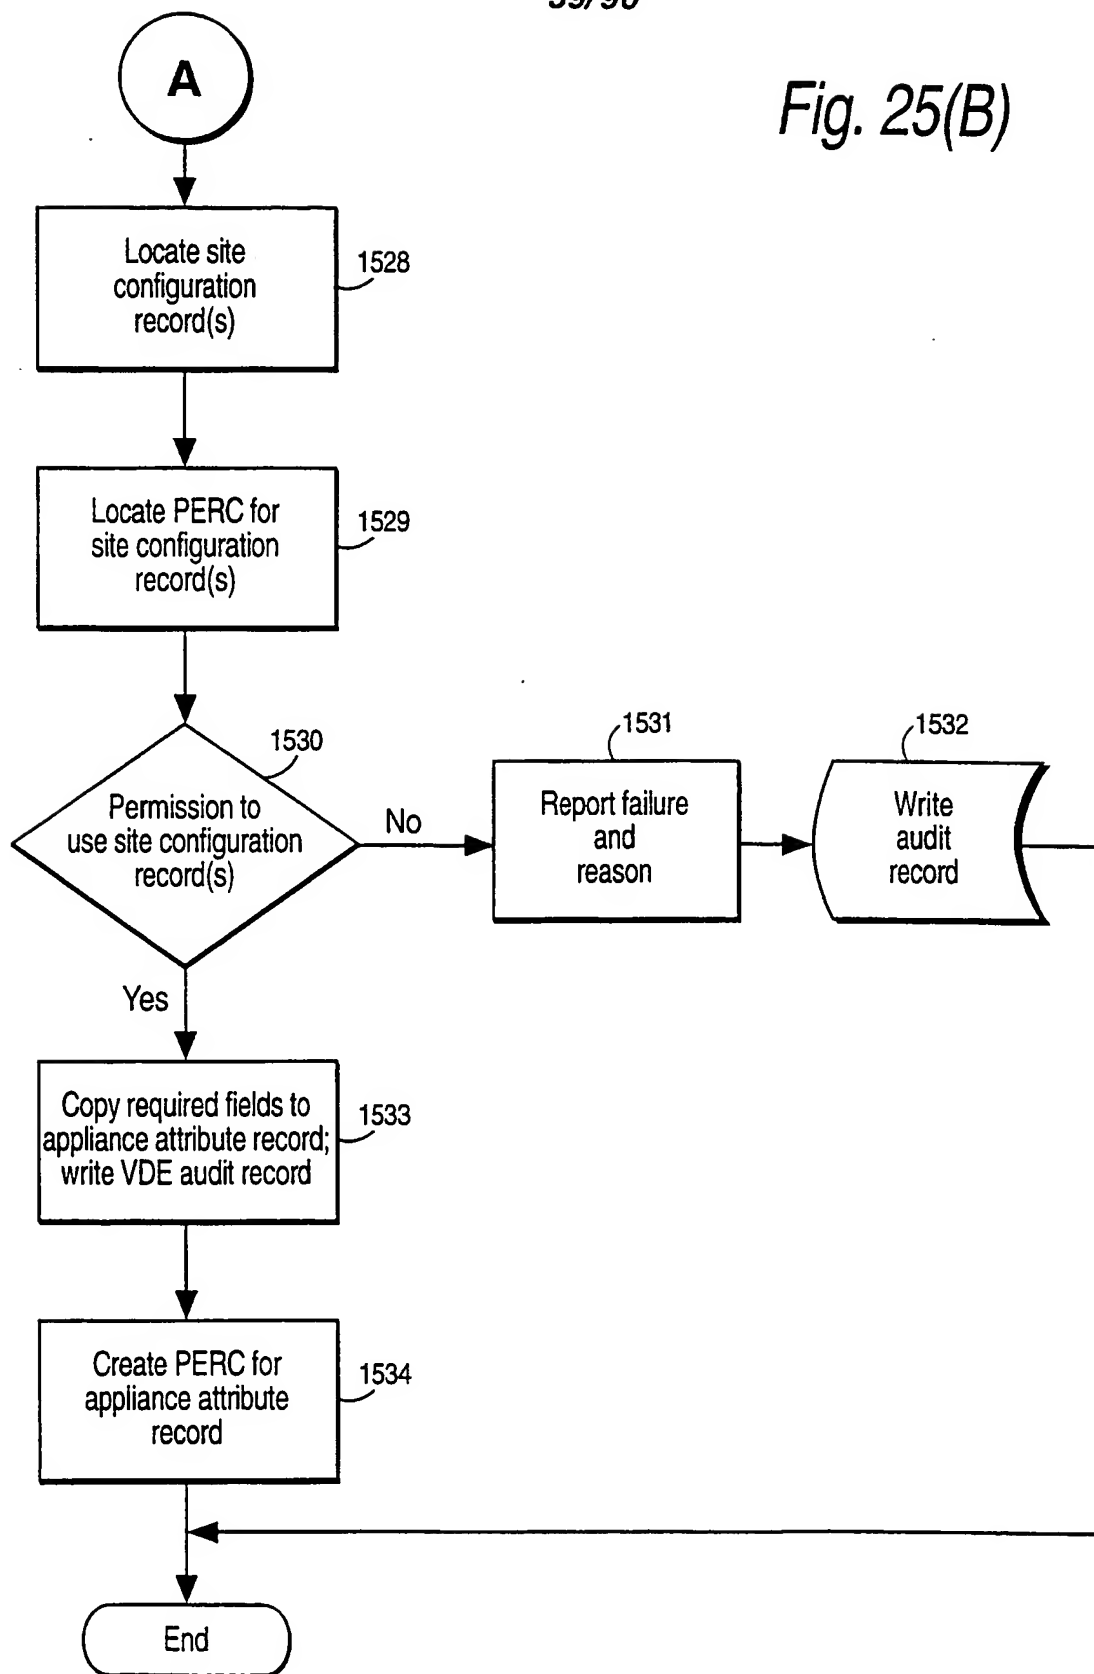 A
Fig. 25(B)
Locate site
configuration
record(s)
1528
Locate PERC for
site configuration
record(s)
1529
1530
Permission to
use site configuration
record(s)
No
1531
Report failure
and
reason
1532
Write
audit
record
Yes
Copy required fields to
appliance attribute record;
write VDE audit record
1533
Create PERC for
appliance attribute
record
1534
End